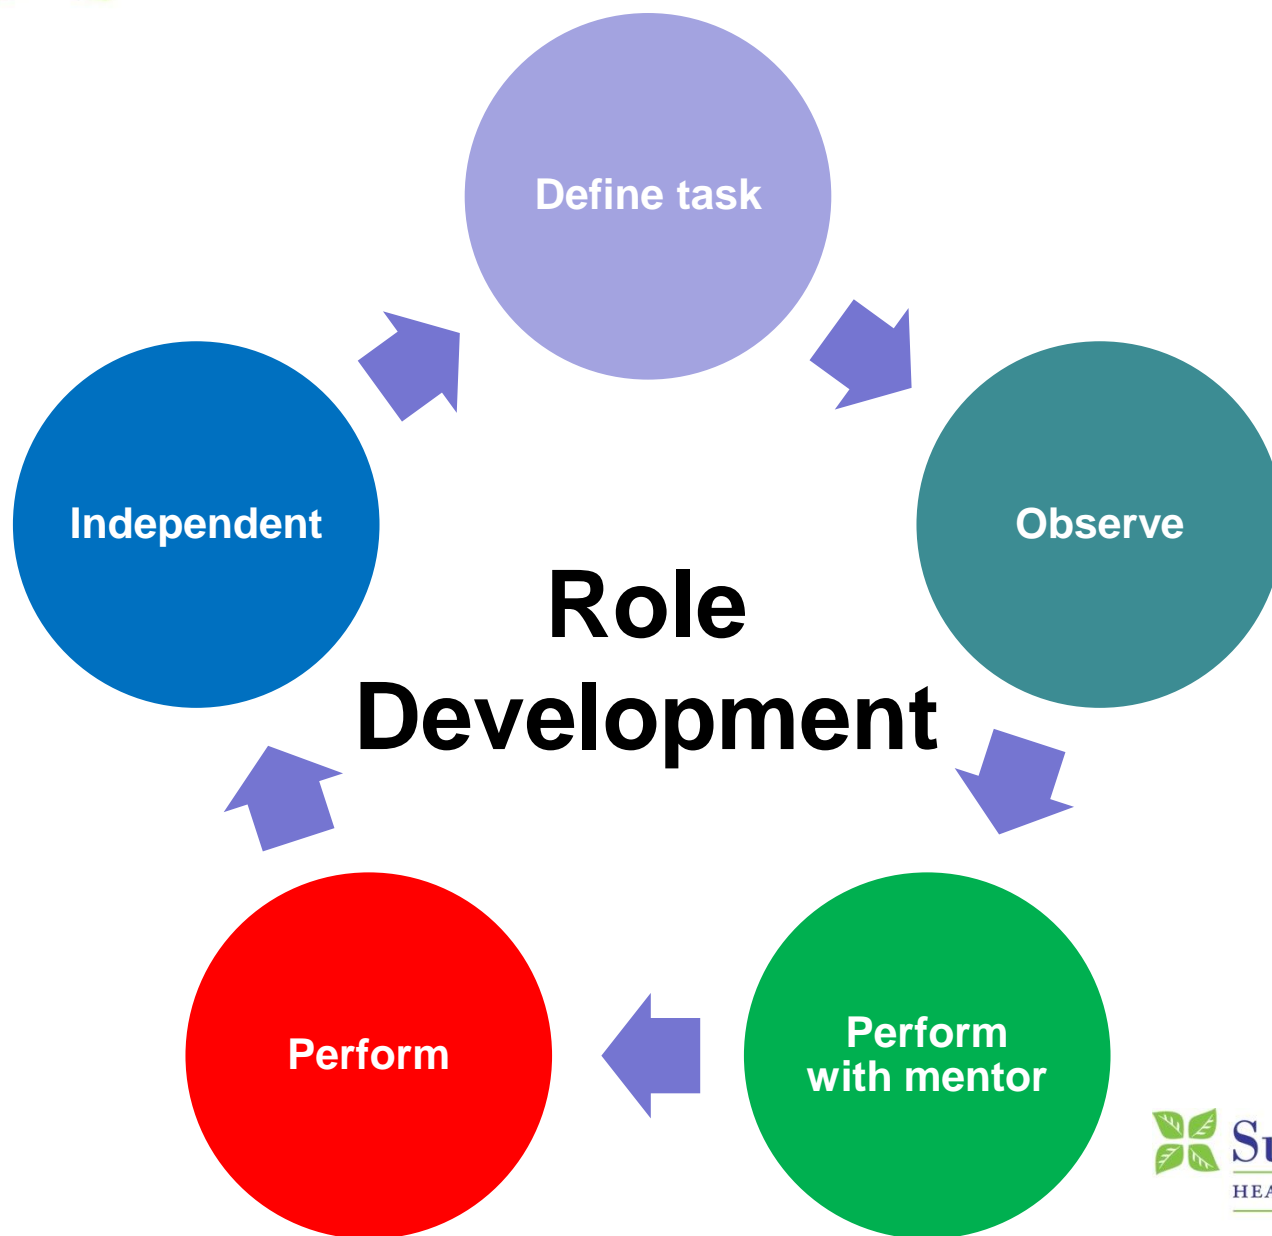 Define task
Observe
Perform
with mentor
Perform
Independent
Role
Development